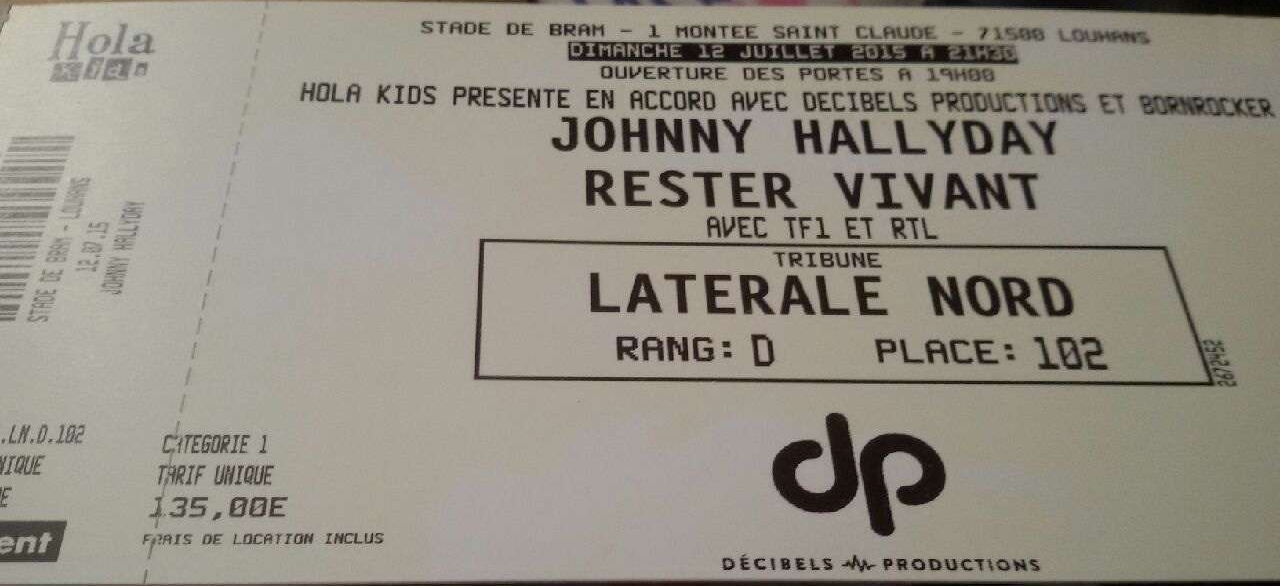 Hola
Kids
STADE DE BRAM - 1 MONTEE SAINT CLAUDE - 71500 LOUHANS
DIMANCHE 12 JUILLET 2015 A 21H30
OUVERTURE DES PORTES A 19H00
HOLA KIDS PRESENTE EN ACCORD AVEC DECIBELS PRODUCTIONS ET BORNROCKER
JOHNNY HALLYDAY
RESTER VIVANT
AVEC TF1 ET RTL
TRIBUNE
LATERALE NORD
RANG: D PLACE: 102
2672452
STADE DE BRAM - LOUHANS
12.07.15
JOHNNY HALLYDAY
.LN.D.102
NIQUE
E
ent
CATEGORIE 1
TARIF UNIQUE
135,00E
FRAIS DE LOCATION INCLUS
dp
DÉCIBELS PRODUCTIONS